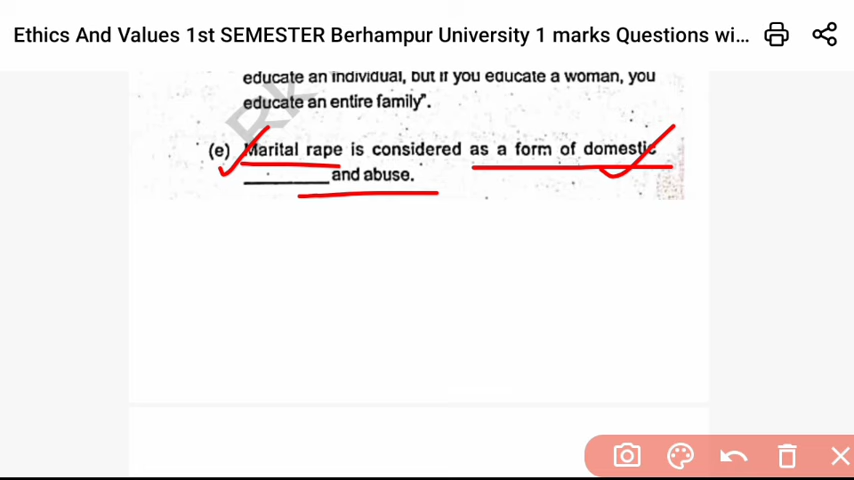 Ethics And Values 1st SEMESTER Berhampur University 1 marks Questions wi...
educate an individual, but if you educate a woman, you
educate an entire family".
RK
(e) Marital rape is considered as a form of domestic
________ and abuse.